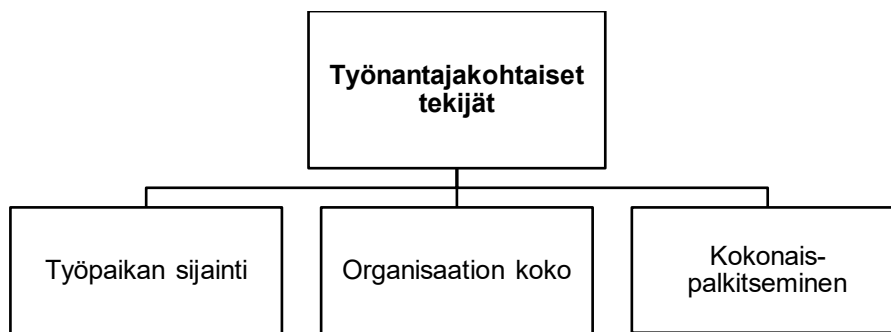 Työnantajakohtaiset
tekijät
Työpaikan sijainti
Organisaation koko
Kokonais-
palkitseminen